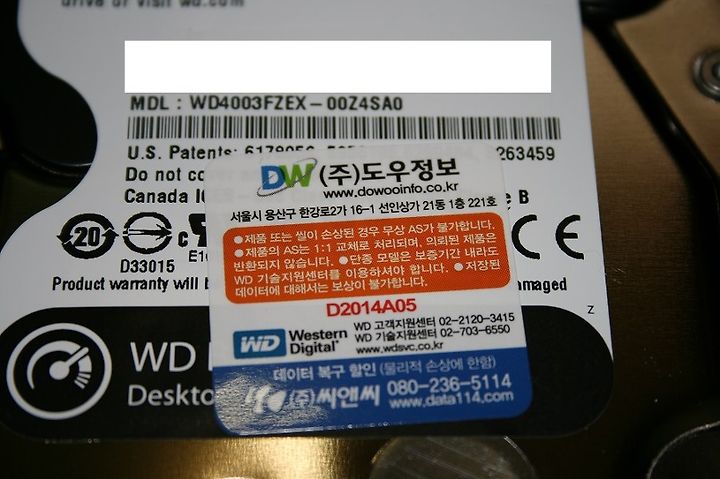 drive or visit wd.com
MDL : WD4003FZEX-00Z4SA0
U.S. Patents: 263459
Do not
Canada B
20
D33015
Product warranty will maged
CE
Z
WD
Deskto
DW (주)도우정보
www.dowooinfo.co.kr
서울시 용산구 한강로2가 16-1 선인상가 21동 1층 221호
●제품 또는 씰이 손상된 경우 무상 AS가 불가합니다.
●제품의 AS는 1:1 교체로 처리되며, 의뢰된 제품은
반환되지 않습니다. ●단종 모델은 보증기간 내라도
WD 기술지원센터를 이용하셔야 합니다. ●저장된
데이터에 대해서는 보상이 불가합니다.
D2014A05
WD Western Digital®
WD 고객지원센터 02-2120-3415
WD 기술지원센터 02-703-6550
www.wdsvc.co.kr
데이터 복구 할인 (물리적 손상에 한함)
(주)씨앤씨 080-236-5114
www.data114.com